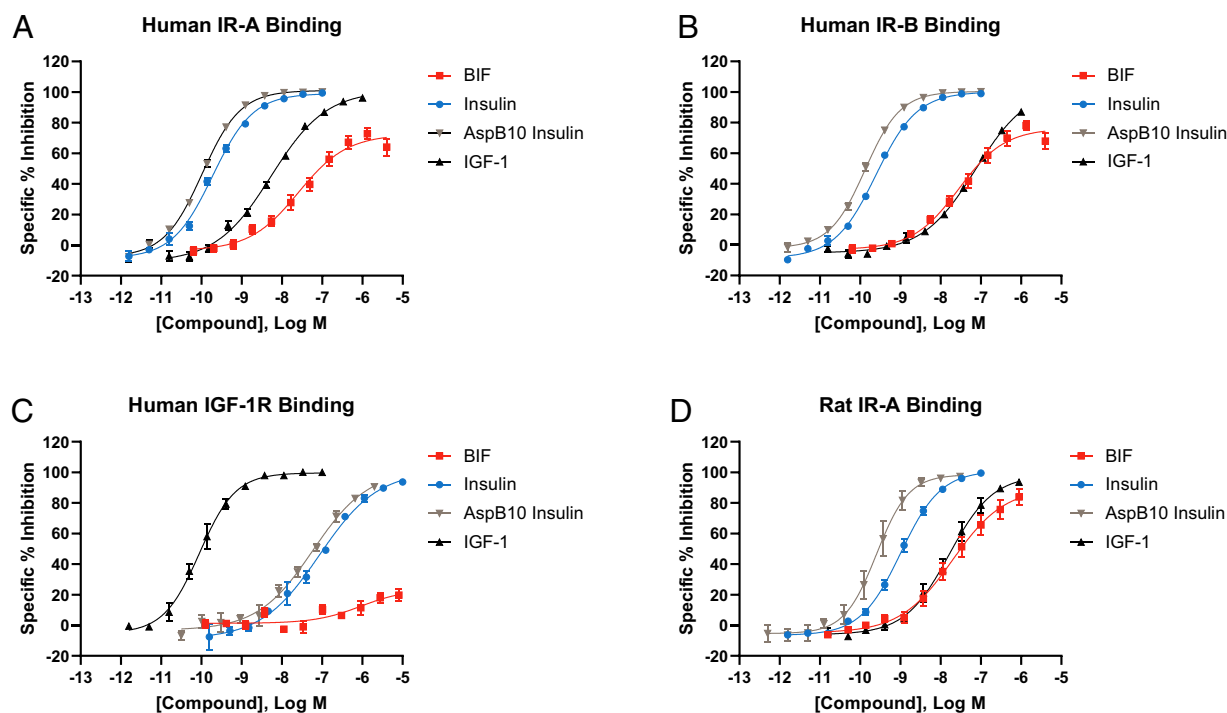 A
Human IR-A Binding
Specific % Inhibition
120
100
80
60
40
20
0
-20
-13 -12 -11 -10 -9 -8 -7 -6 -5
[Compound], Log M
BIF
Insulin
AspB10 Insulin
IGF-1
B
Human IR-B Binding
Specific % Inhibition
120
100
80
60
40
20
0
-20
-13 -12 -11 -10 -9 -8 -7 -6 -5
[Compound], Log M
BIF
Insulin
AspB10 Insulin
IGF-1
C
Human IGF-1R Binding
Specific % Inhibition
120
100
80
60
40
20
0
-20
-13 -12 -11 -10 -9 -8 -7 -6 -5
[Compound], Log M
BIF
Insulin
AspB10 Insulin
IGF-1
D
Rat IR-A Binding
Specific % Inhibition
120
100
80
60
40
20
0
-20
-13 -12 -11 -10 -9 -8 -7 -6 -5
[Compound], Log M
BIF
Insulin
AspB10 Insulin
IGF-1